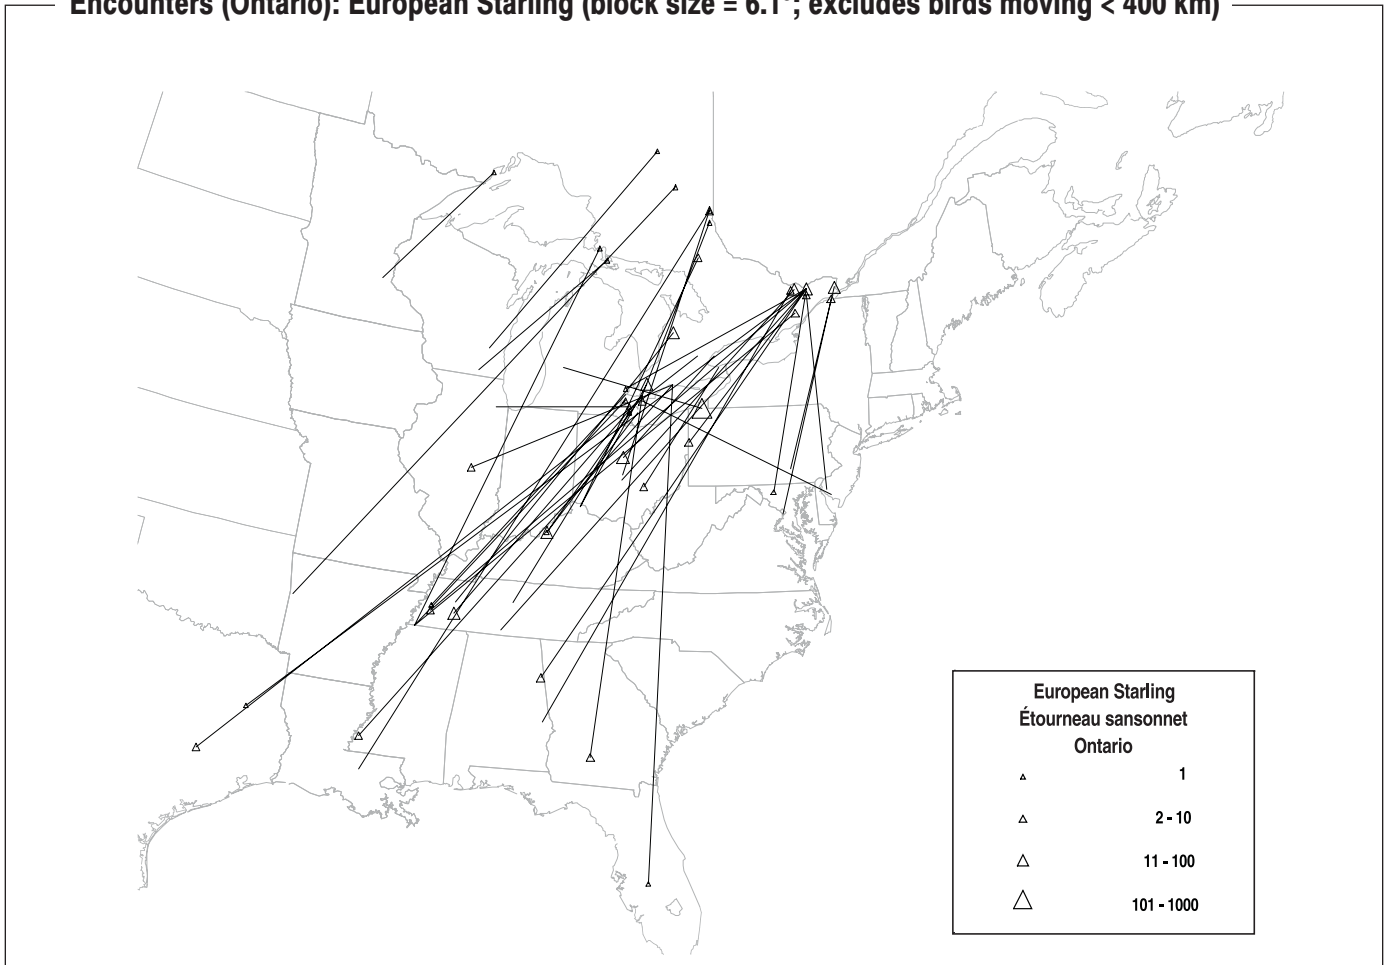 Encounters (Ontario): European Starling (block size = 6.1°; excludes birds moving < 400 km)
European Starling
Étourneau sansonnet
Ontario
1
2 - 10
11 - 100
101 - 1000